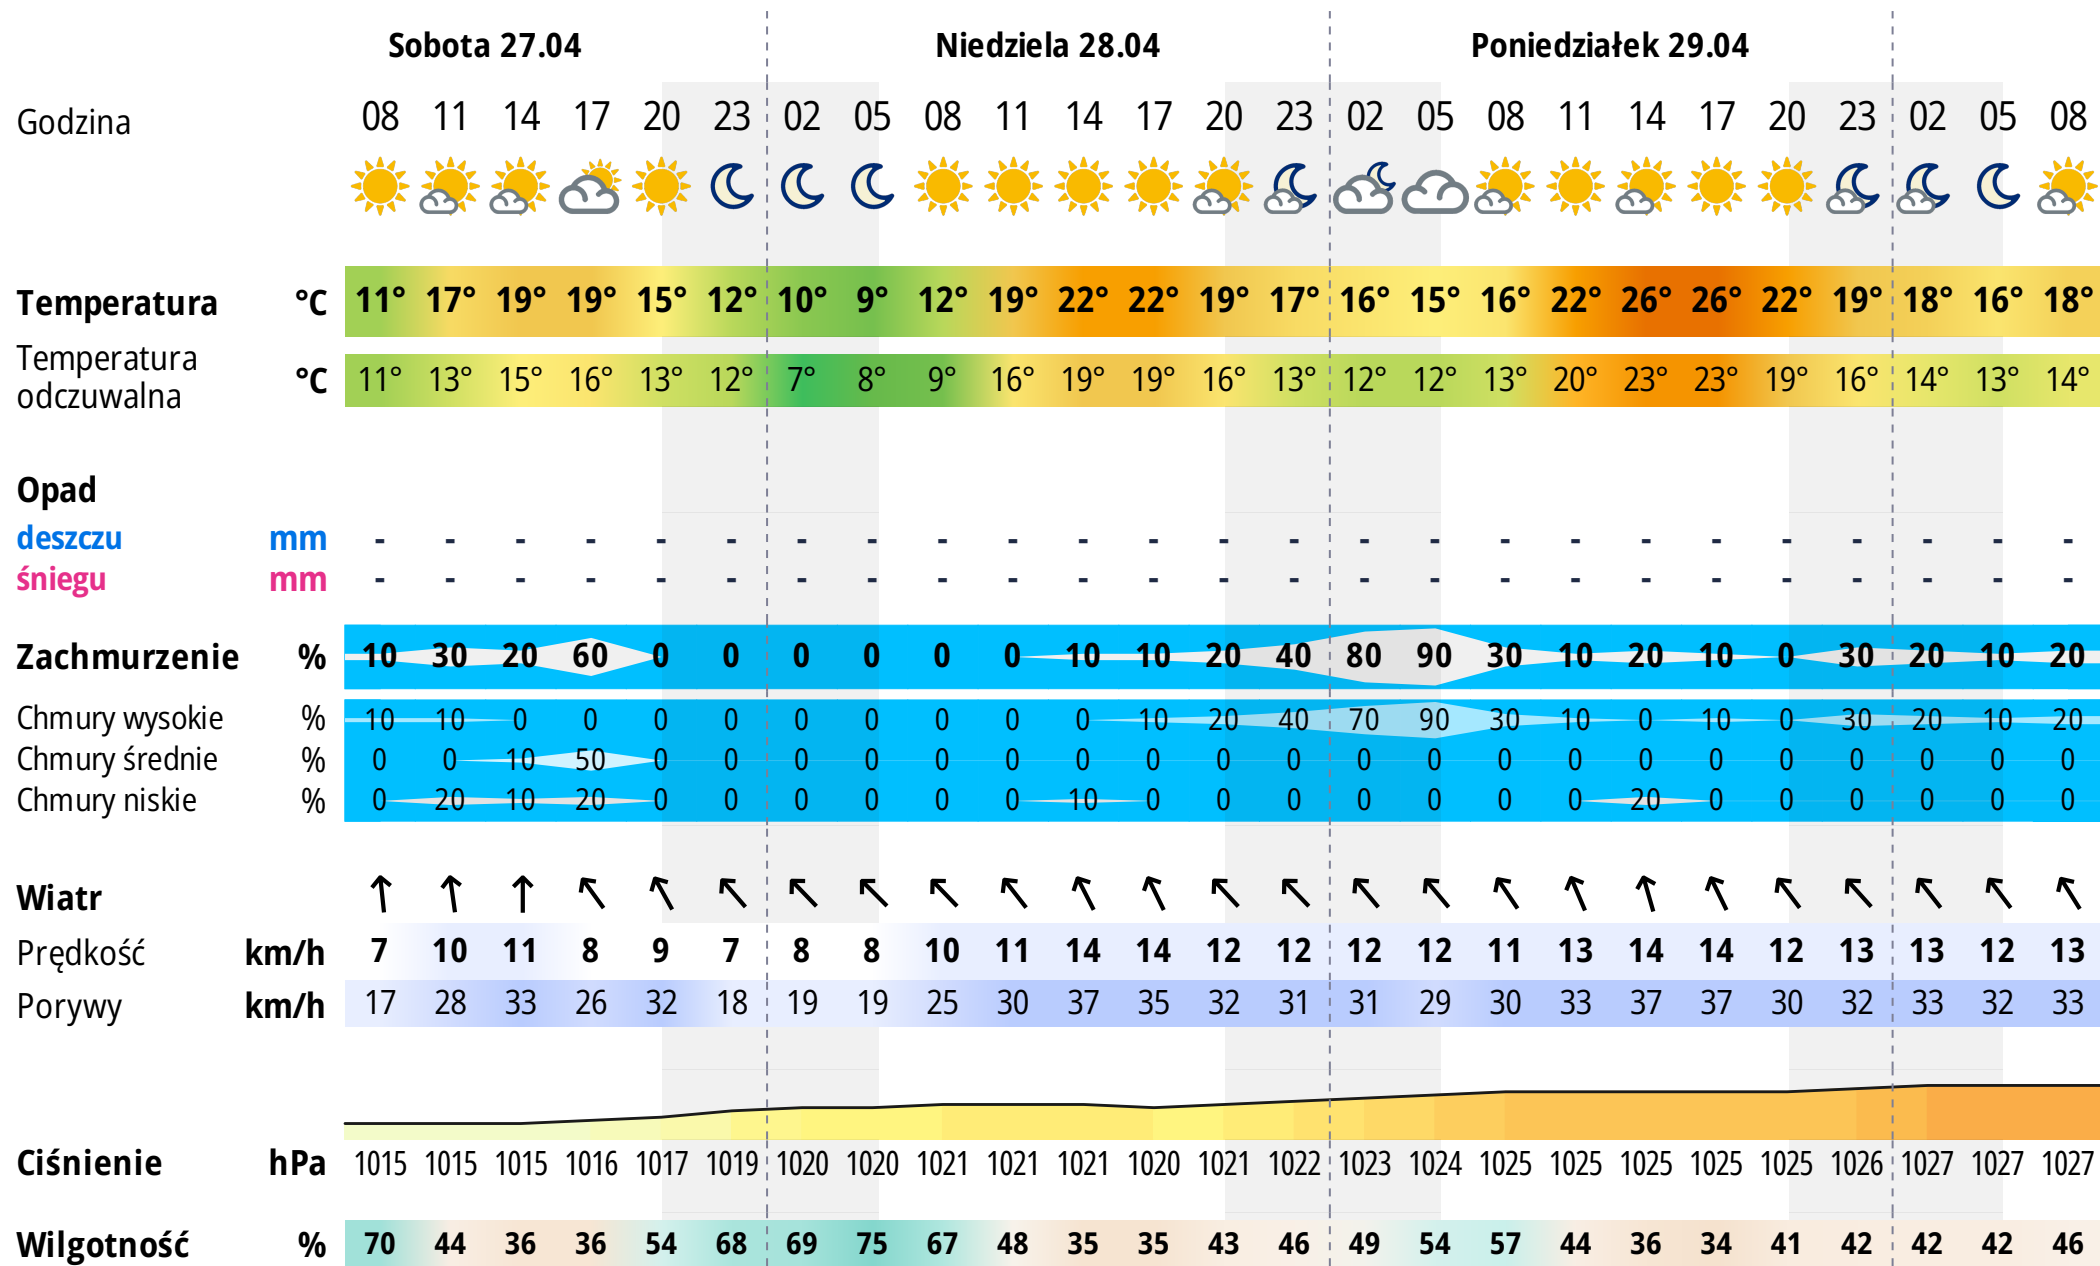 Sobota 27.04 Niedziela 28.04 Poniedziałek 29.04
Godzina 08 11 14 17 20 23 02 05 08 11 14 17 20 23 02 05 08 11 14 17 20 23 02 05 08
Temperatura °C 11° 17° 19° 19° 15° 12° 10° 9° 12° 19° 22° 22° 19° 17° 16° 15° 16° 22° 26° 26° 22° 19° 18° 16° 18°
Temperatura
odczuwalna °C 11° 13° 15° 16° 13° 12° 7° 8° 9° 16° 19° 19° 16° 13° 12° 12° 13° 20° 23° 23° 19° 16° 14° 13° 14°
Opad
deszczu mm - - - - - - - - - - - - - - - - - - - - - - - - -
śniegu mm - - - - - - - - - - - - - - - - - - - - - - - - -
Zachmurzenie % 10 30 20 60 0 0 0 0 0 0 10 10 20 40 80 90 30 10 20 10 0 30 20 10 20
Chmury wysokie % 10 10 0 0 0 0 0 0 0 0 0 10 20 40 70 90 30 10 0 10 0 30 20 10 20
Chmury średnie % 0 0 10 50 0 0 0 0 0 0 0 0 0 0 0 0 0 0 0 0 0 0 0 0 0
Chmury niskie % 0 20 10 20 0 0 0 0 0 0 10 0 0 0 0 0 0 0 20 0 0 0 0 0 0
Wiatr
Prędkość km/h 7 10 11 8 9 7 8 8 10 11 14 14 12 12 12 12 11 13 14 14 12 13 13 12 13
Porywy km/h 17 28 33 26 32 18 19 19 25 30 37 35 32 31 31 29 30 33 37 37 30 32 33 32 33
Ciśnienie hPa 1015 1015 1015 1016 1017 1019 1020 1020 1021 1021 1021 1020 1021 1022 1023 1024 1025 1025 1025 1025 1025 1026 1027 1027 1027
Wilgotność % 70 44 36 36 54 68 69 75 67 48 35 35 43 46 49 54 57 44 36 34 41 42 42 42 46